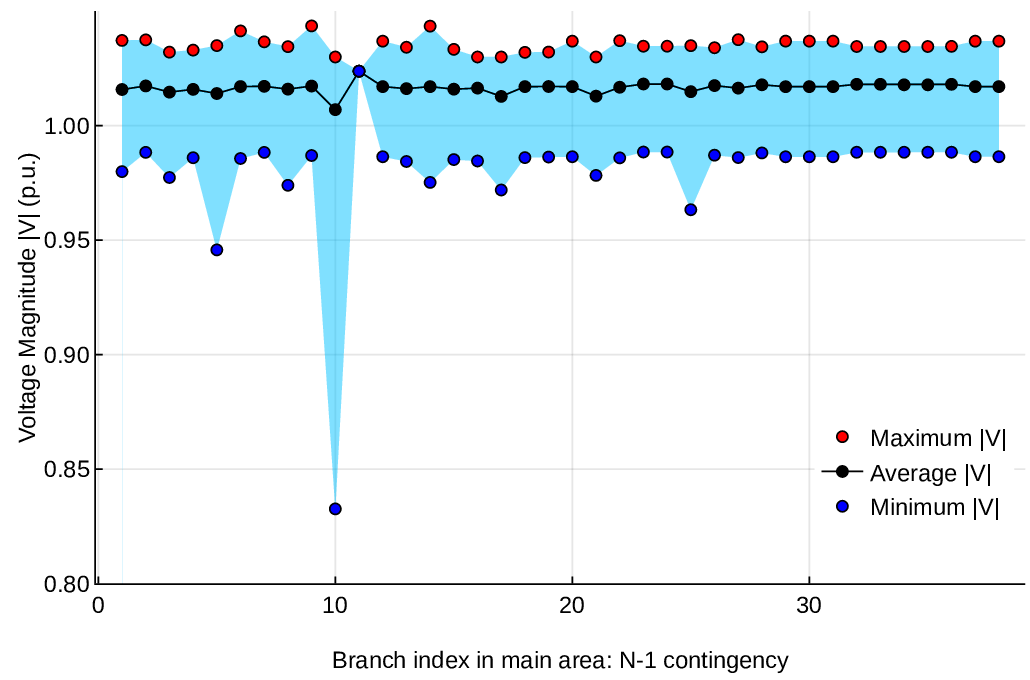 Voltage Magnitude |V| (p.u.)
1.00
0.95
0.90
0.85
0.80
0
10
20
30
Maximum |V|
Average |V|
Minimum |V|
Branch index in main area: N-1 contingency